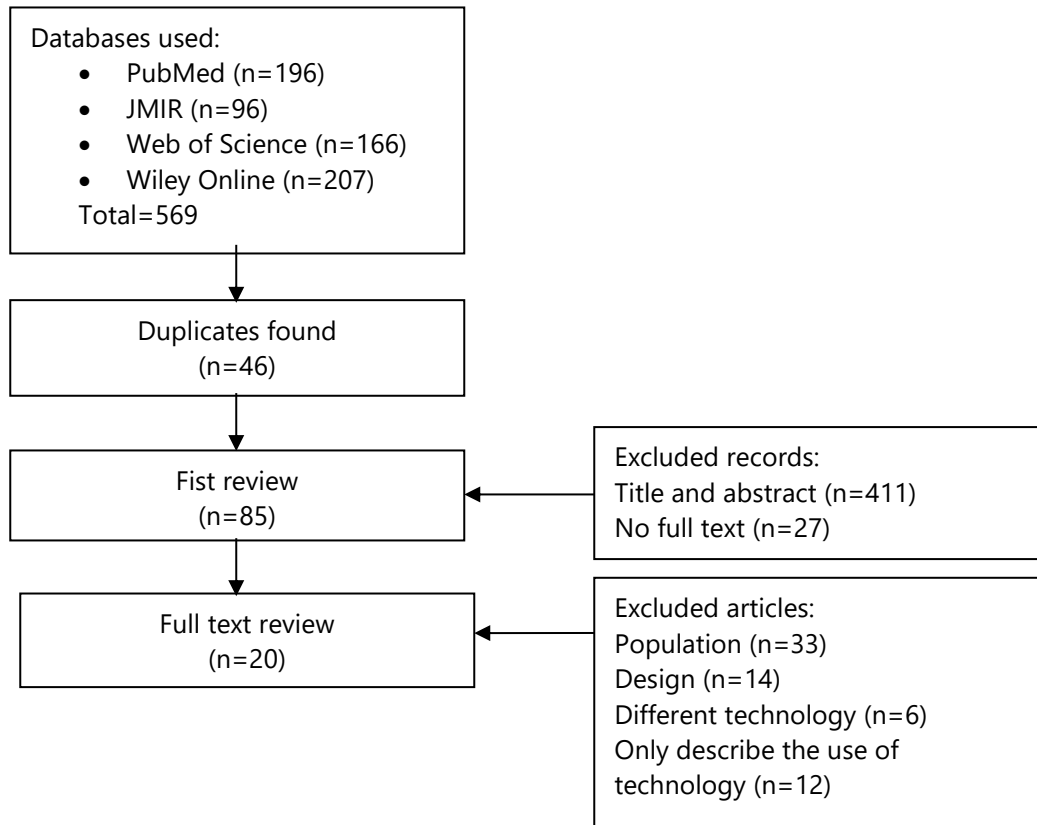 Databases used:
• PubMed (n=196)
• JMIR (n=96)
• Web of Science (n=166)
• Wiley Online (n=207)
Total=569
Duplicates found
(n=46)
Fist review
(n=85)
Excluded records:
Title and abstract (n=411)
No full text (n=27)
Full text review
(n=20)
Excluded articles:
Population (n=33)
Design (n=14)
Different technology (n=6)
Only describe the use of
technology (n=12)